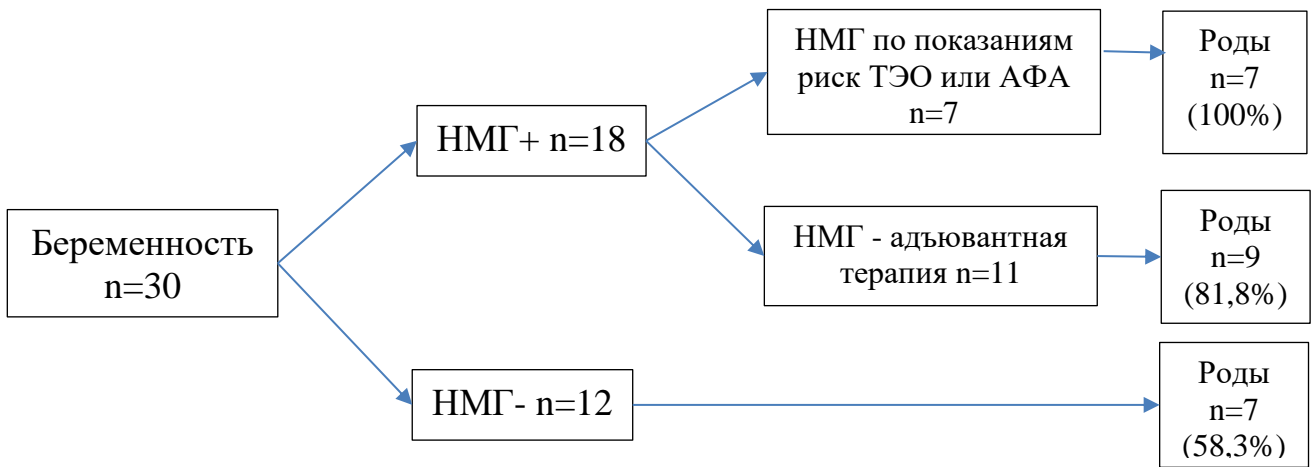 Беременность
n=30
НМГ+ n=18
НМГ по показаниям
риск ТЭО или АФА
n=7
Роды
n=7
(100%)
НМГ - адъювантная
терапия n=11
Роды
n=9
(81,8%)
НМГ- n=12
Роды
n=7
(58,3%)